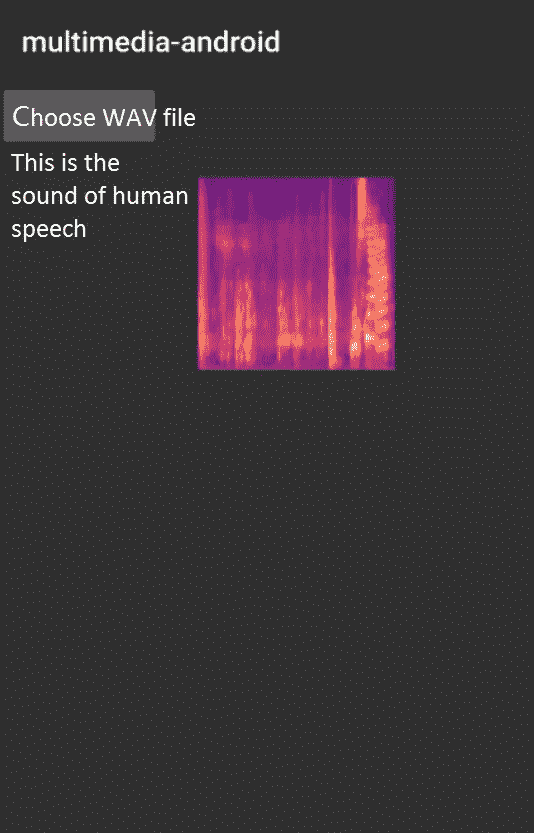 multimedia-android
Choose WAV file
This is the
sound of human
speech